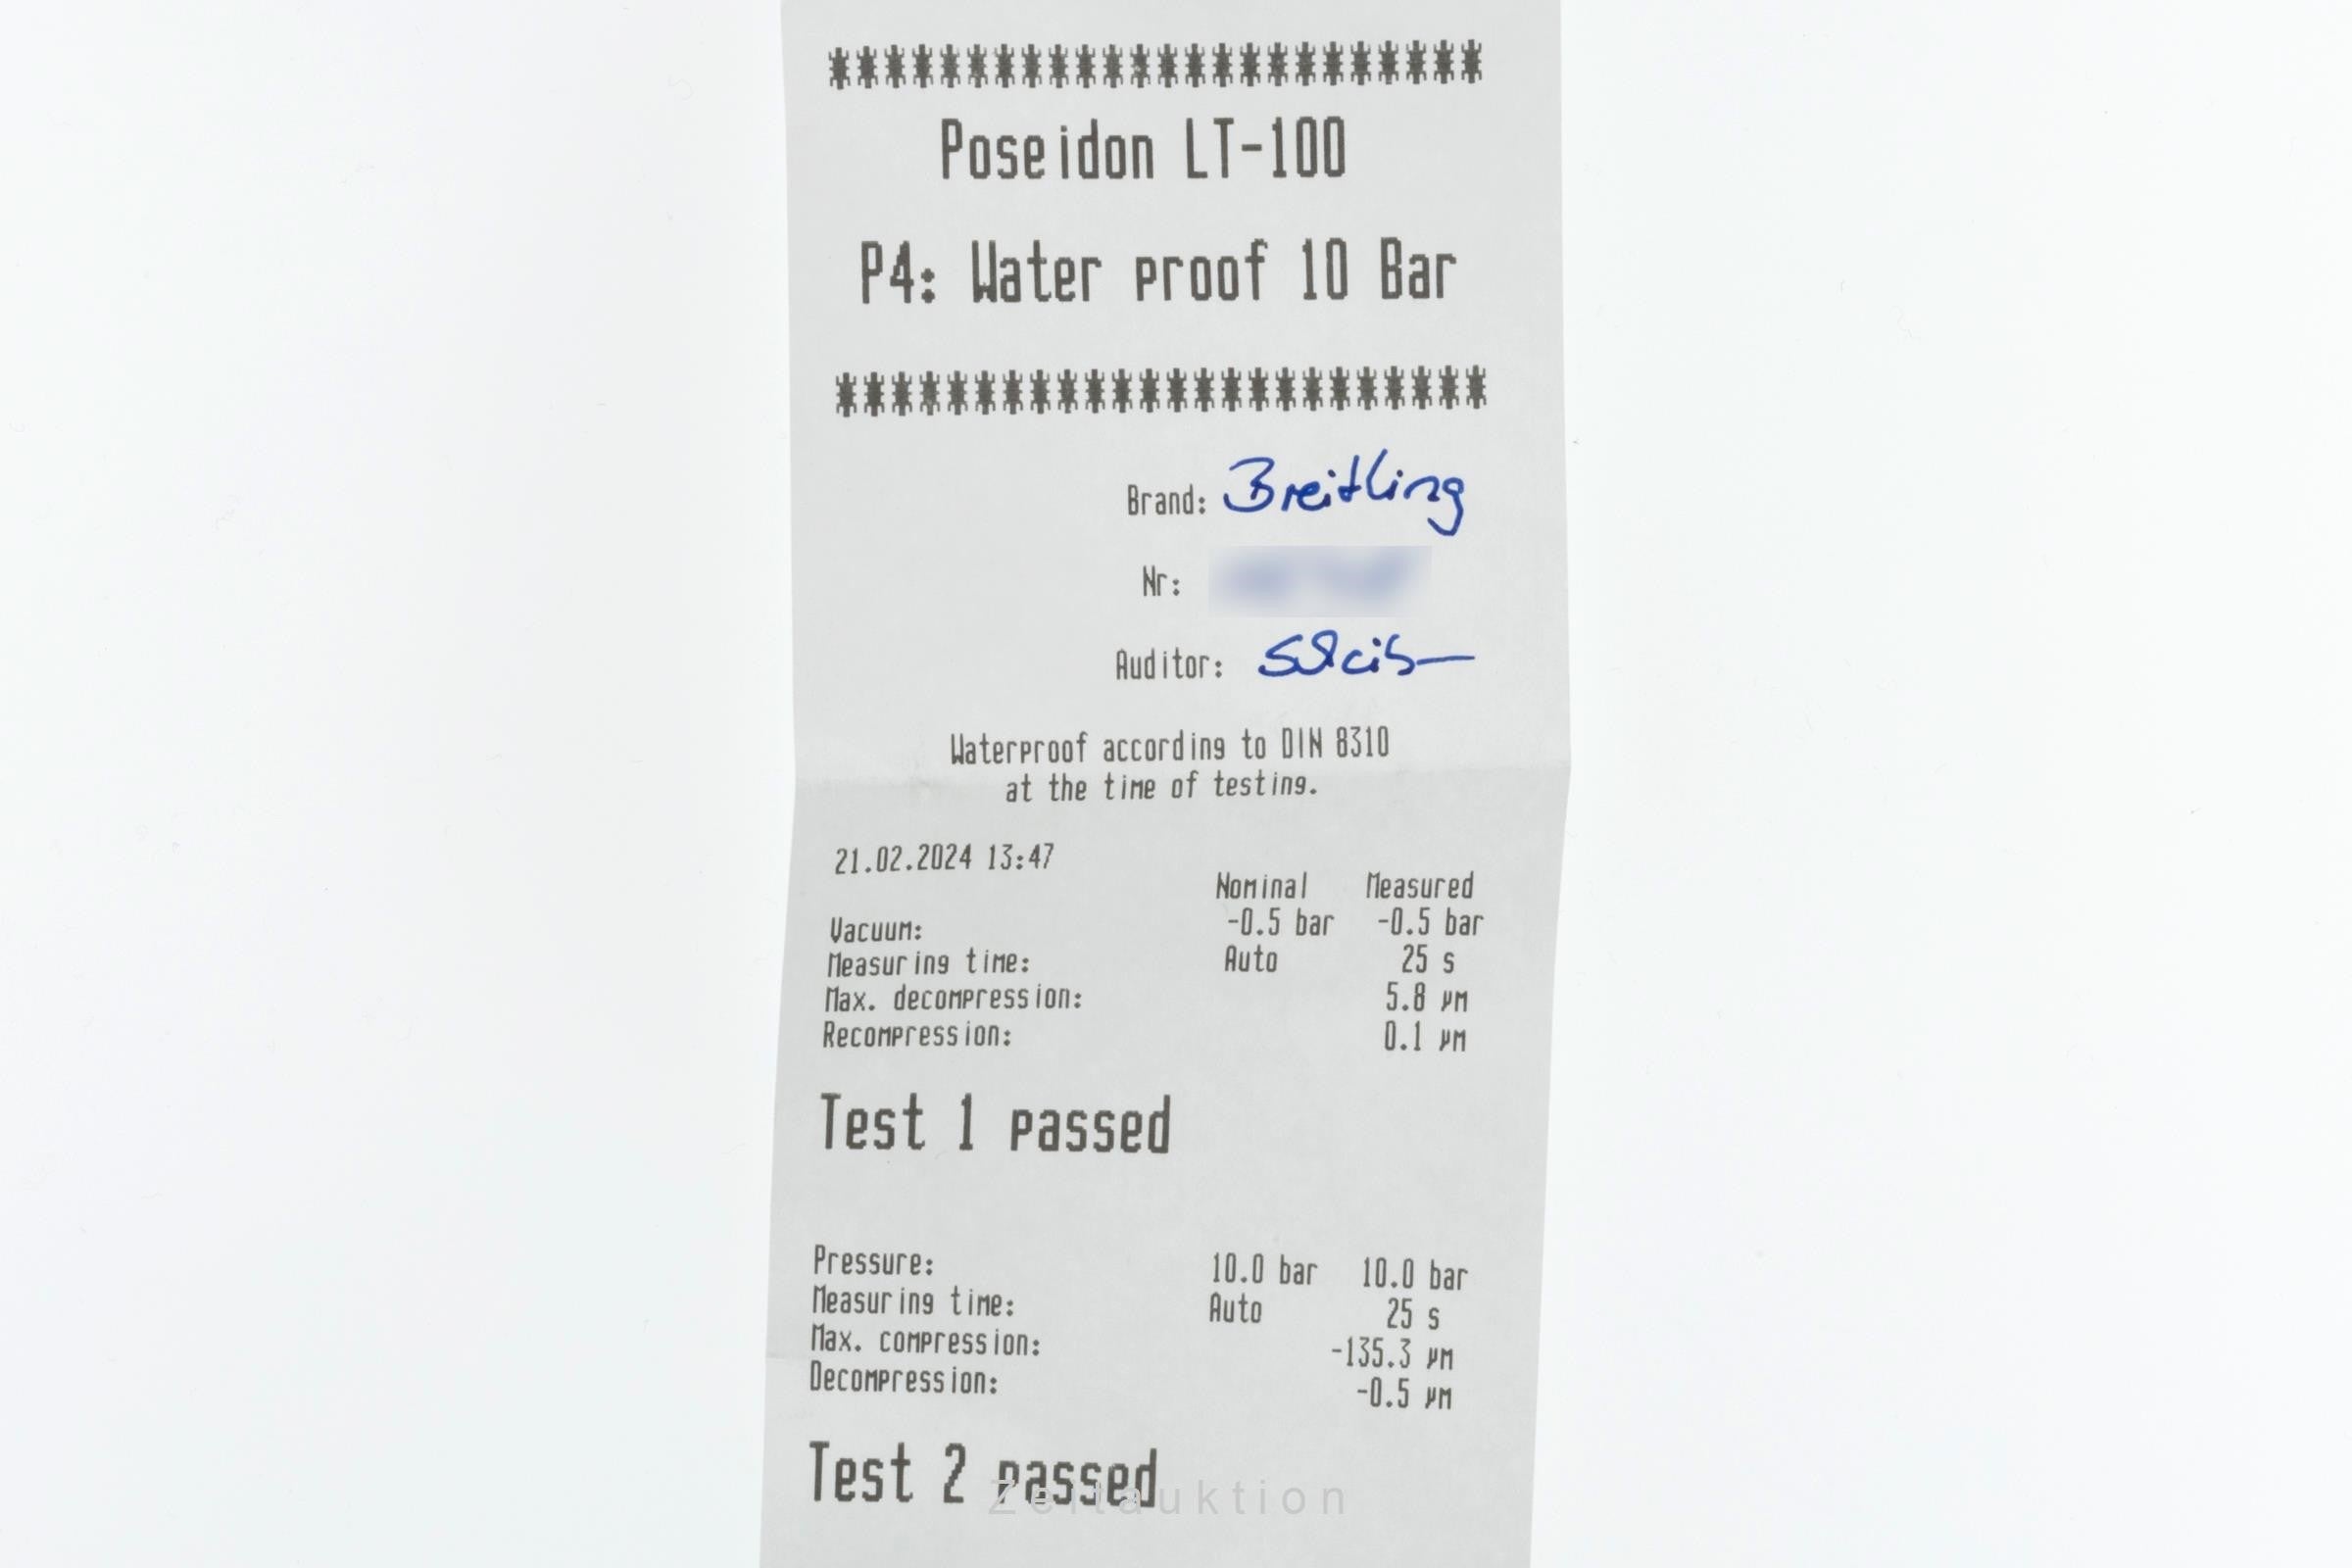 ************************
Poseidon LT-100
P4: Water proof 10 Bar
************************
Brand: Breitling
Nr:
Auditor:
Waterproof according to DIN 8310
at the time of testing.
21.02.2024 13:47
Nominal Measured
Vacuum: -0.5 bar -0.5 bar
Measuring time: Auto 25 s
Max. decompression: 5.8 µm
Recompression: 0.1 µm
Test 1 passed
Pressure: 10.0 bar 10.0 bar
Measuring time: Auto 25 s
Max. compression: -135.3 µm
Decompression: -0.5 µm
Test 2 passed
Zeitauktion